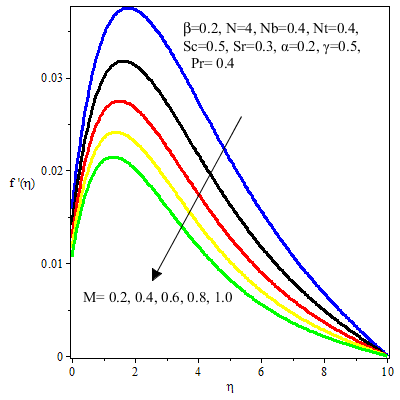 β=0.2, N=4, Nb=0.4, Nt=0.4,
Sc=0.5, Sr=0.3, α=0.2, γ=0.5,
Pr= 0.4
0.03
0.02
f '(η)
0.01
M= 0.2, 0.4, 0.6, 0.8, 1.0
0
0 2 4 6 8 10
η